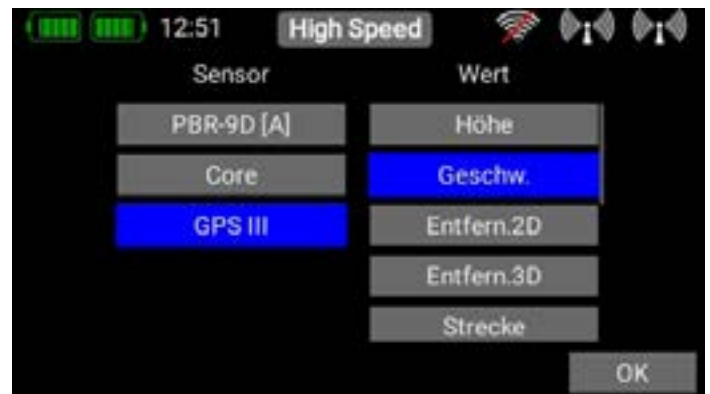 12:51 High Speed
Sensor Wert
PBR-9D [A] Höhe
Core Geschw.
GPS III Entfern.2D
Entfern.3D
Strecke
OK